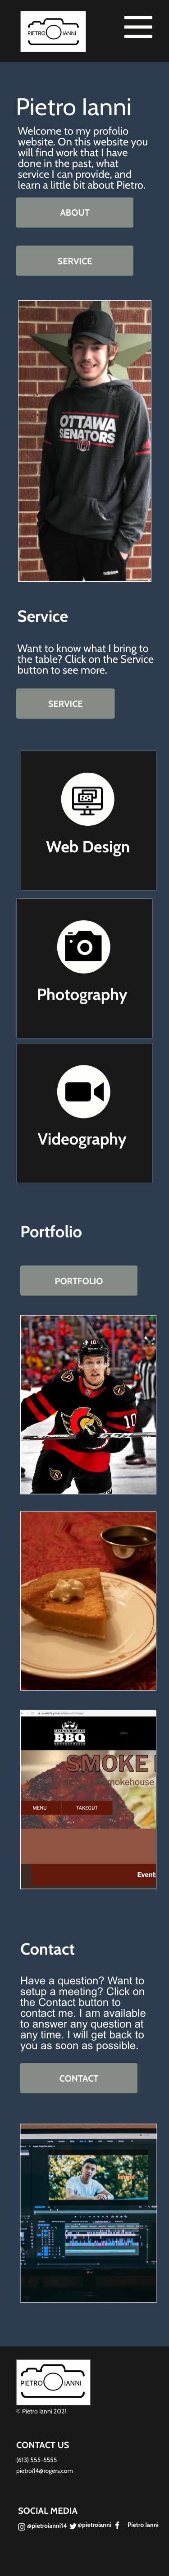 PIETRO IANNI
Pietro Ianni
Welcome to my profolio
website. On this website you
will find work that I have
done in the past, what
service I can provide, and
learn a little bit about Pietro.
ABOUT
SERVICE
OTTAWA
SENATORS
Service
Want to know what I bring to
the table? Click on the Service
button to see more.
SERVICE
Web Design
Photography
Videography
Portfolio
PORTFOLIO
10
BBQ
SMOKE
mokehouse
MENU TAKEOUT
Event
Contact
Have a question? Want to
setup a meeting? Click on
the Contact button to
contact me. I am available
to answer any question at
any time. I will get back to
you as soon as possible.
CONTACT
PIETRO IANNI
© Pietro Ianni 2021
CONTACT US
(613) 555-5555
pietroi14@rogers.com
SOCIAL MEDIA
@pietroianni14 @pietroianni Pietro Ianni